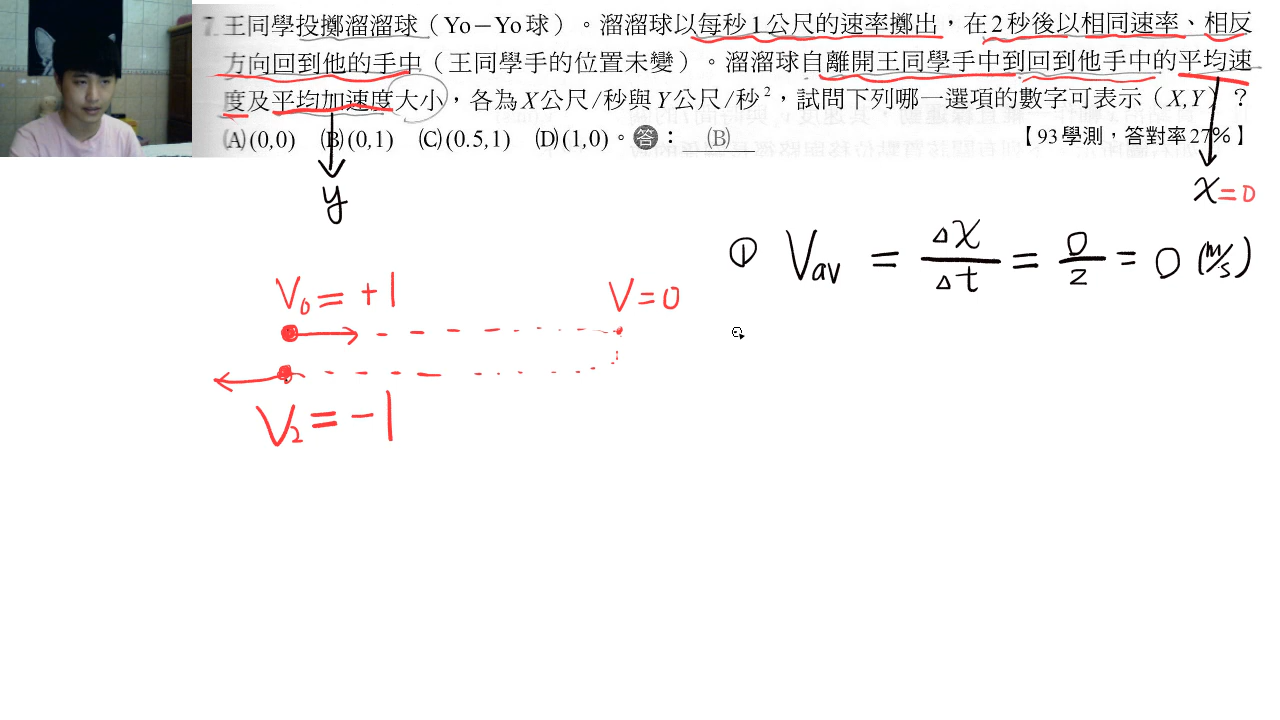 7. 王同學投擲溜溜球（Yo－Yo球）。溜溜球以每秒1公尺的速率擲出，在2秒後以相同速率、相反
方向回到他的手中（王同學手的位置未變）。溜溜球自離開王同學手中到回到他手中的平均速
度及平均加速度大小，各為X公尺/秒與Y公尺/秒²，試問下列哪一選項的數字可表示（X,Y）？
(A)(0,0) (B)(0,1) (C)(0.5,1) (D)(1,0)。答：(B) 【93學測，答對率27%】
y
x=0
① Vav = Δx/Δt = 0/2 = 0 (m/s)
V₀=+1
V=0
V₂=-1